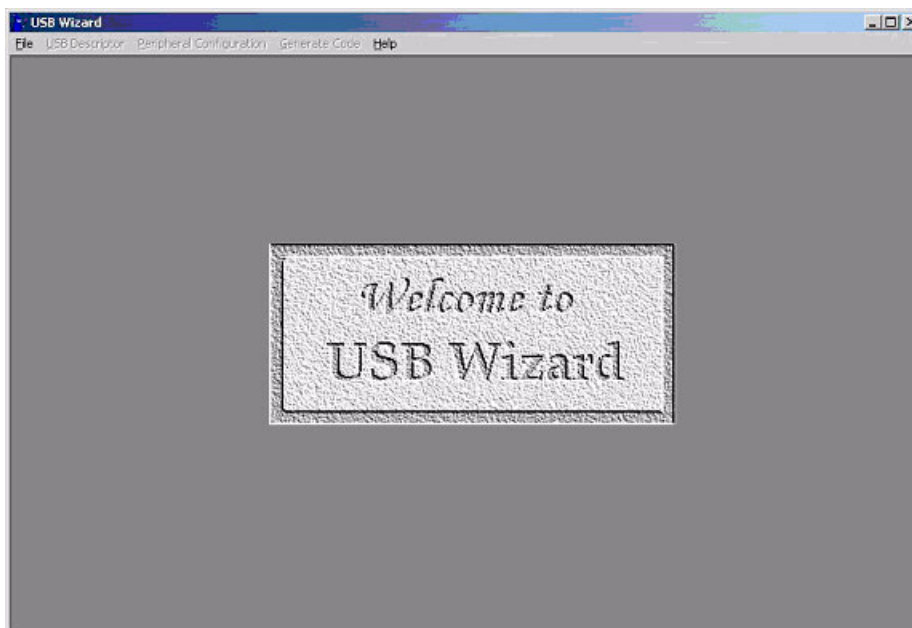 USB Wizard
File USB Descriptor Peripheral Configuration Generate Code Help
Welcome to
USB Wizard